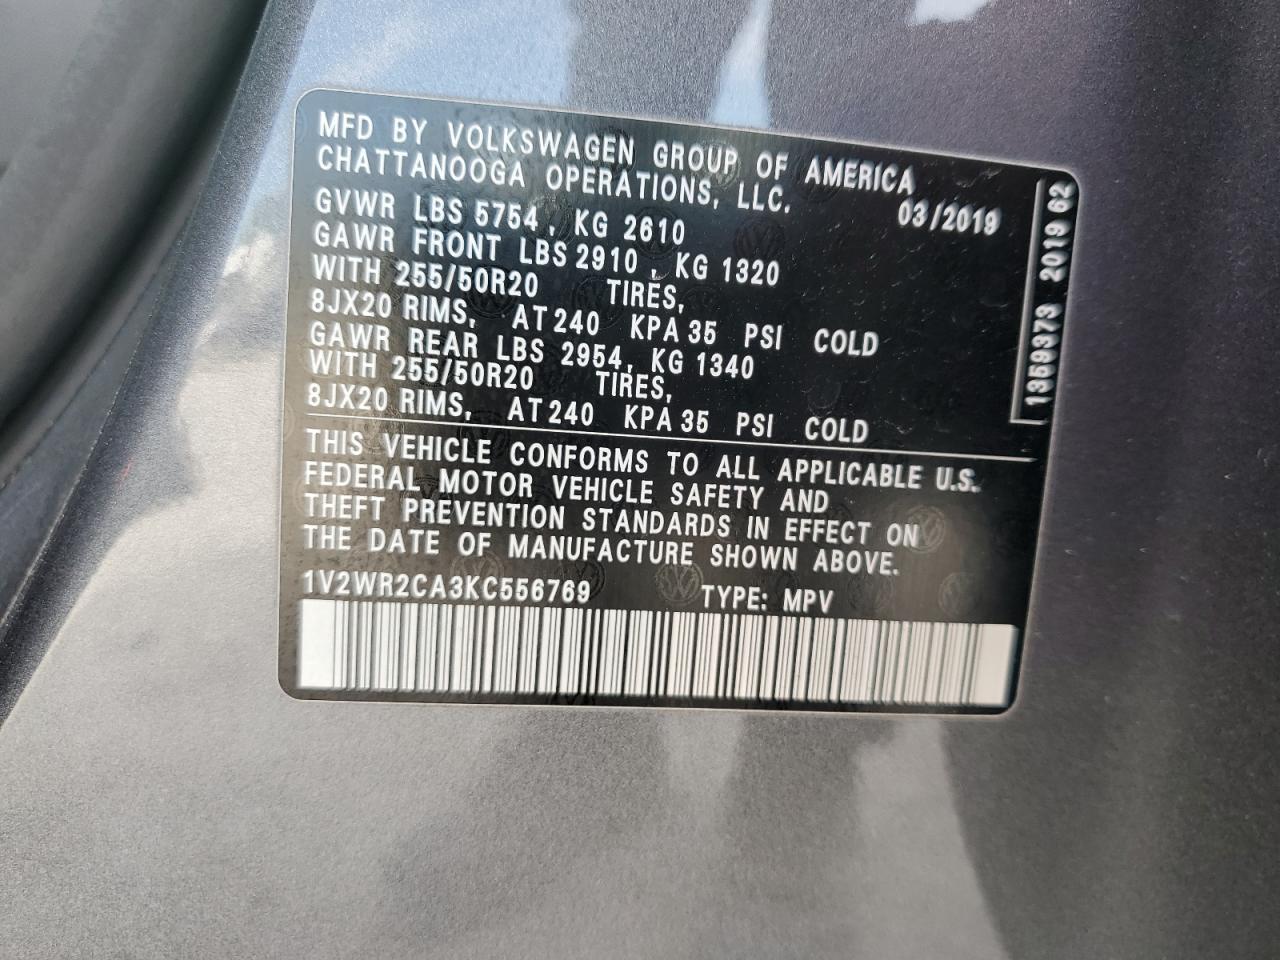 MFD BY VOLKSWAGEN GROUP OF AMERICA
CHATTANOOGA OPERATIONS, LLC.
03/2019
GVWR LBS 5754, KG 2610
GAWR FRONT LBS 2910, KG 1320
WITH 255/50R20 TIRES,
8JX20 RIMS, AT 240 KPA 35 PSI COLD
GAWR REAR LBS 2954, KG 1340
WITH 255/50R20 TIRES,
8JX20 RIMS, AT 240 KPA 35 PSI COLD
THIS VEHICLE CONFORMS TO ALL APPLICABLE U.S.
FEDERAL MOTOR VEHICLE SAFETY AND
THEFT PREVENTION STANDARDS IN EFFECT ON
THE DATE OF MANUFACTURE SHOWN ABOVE.
1V2WR2CA3KC556769 TYPE: MPV
1359373 2019 62